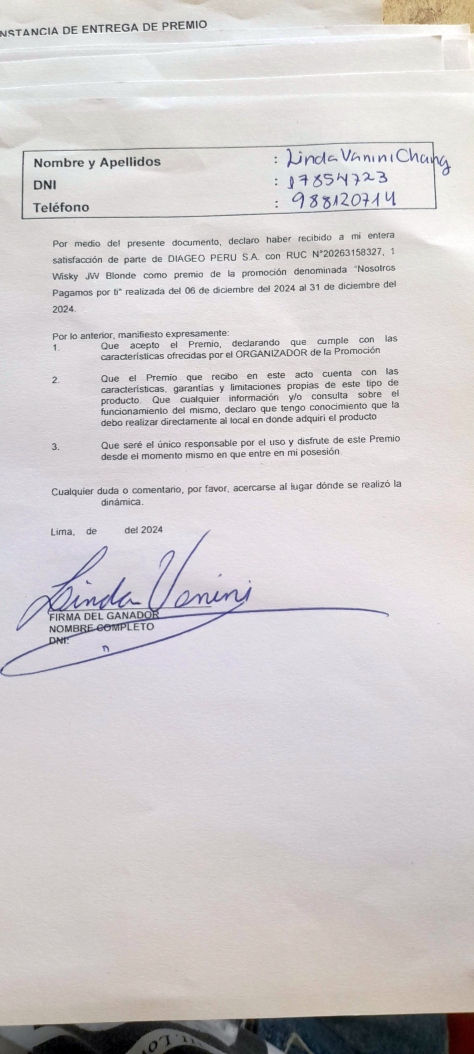 NSTANCIA DE ENTREGA DE PREMIO
Nombre y Apellidos : Linda Vanini Chang
DNI : 17854723
Teléfono : 988120714
Por medio del presente documento, declaro haber recibido a mi entera
satisfacción de parte de DIAGEO PERU S.A. con RUC N°20263158327, 1
Wisky JW Blonde como premio de la promoción denominada "Nosotros
Pagamos por ti" realizada del 06 de diciembre del 2024 al 31 de diciembre del
2024.
Por lo anterior, manifiesto expresamente:
1. Que acepto el Premio, declarando que cumple con las
características ofrecidas por el ORGANIZADOR de la Promoción
2. Que el Premio que recibo en este acto cuenta con las
características, garantías y limitaciones propias de este tipo de
producto. Que cualquier información y/o consulta sobre el
funcionamiento del mismo, declaro que tengo conocimiento que la
debo realizar directamente al local en donde adquirí el producto
3. Que seré el único responsable por el uso y disfrute de este Premio
desde el momento mismo en que entre en mi posesión.
Cualquier duda o comentario, por favor, acercarse al lugar dónde se realizó la
dinámica.
Lima, de del 2024
Linda Vanini
FIRMA DEL GANADOR
NOMBRE COMPLETO
DNI: